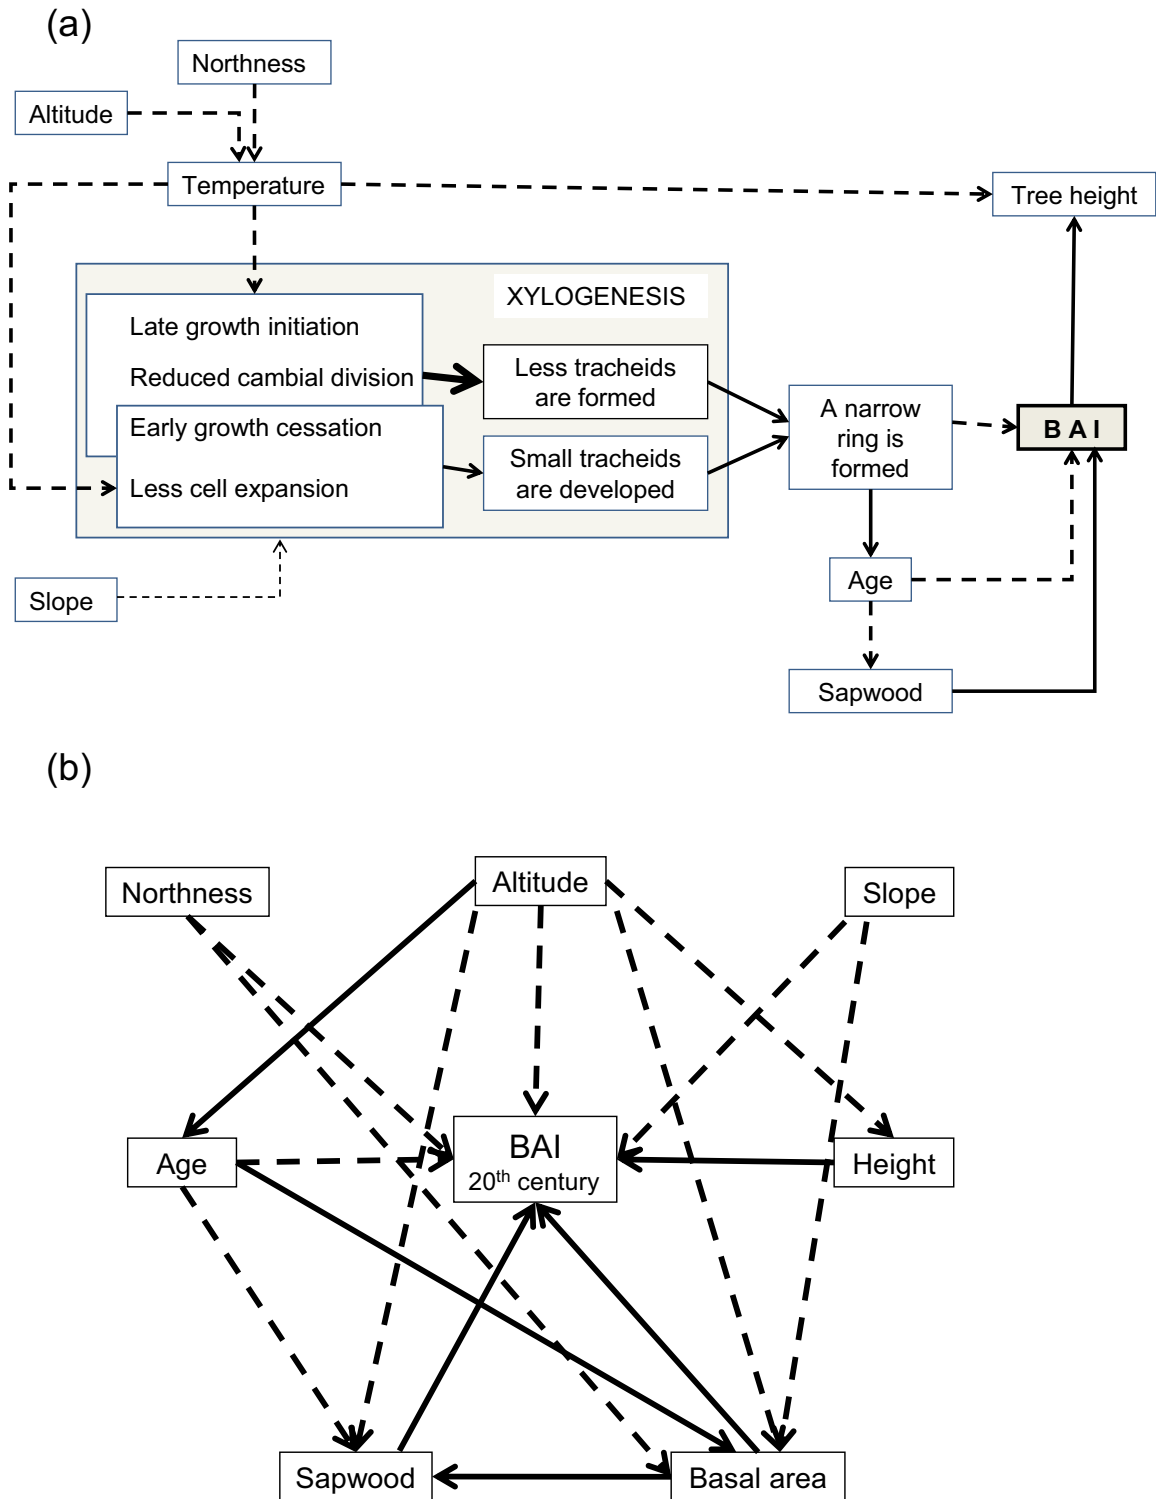 (a)
Northness
Altitude
Temperature
Tree height
XYLOGENESIS
Late growth initiation
Reduced cambial division
Early growth cessation
Less cell expansion
Less tracheids
are formed
Small tracheids
are developed
A narrow
ring is
formed
B A I
Slope
Age
Sapwood
(b)
Northness
Altitude
Slope
Age
BAI
20th century
Height
Sapwood
Basal area